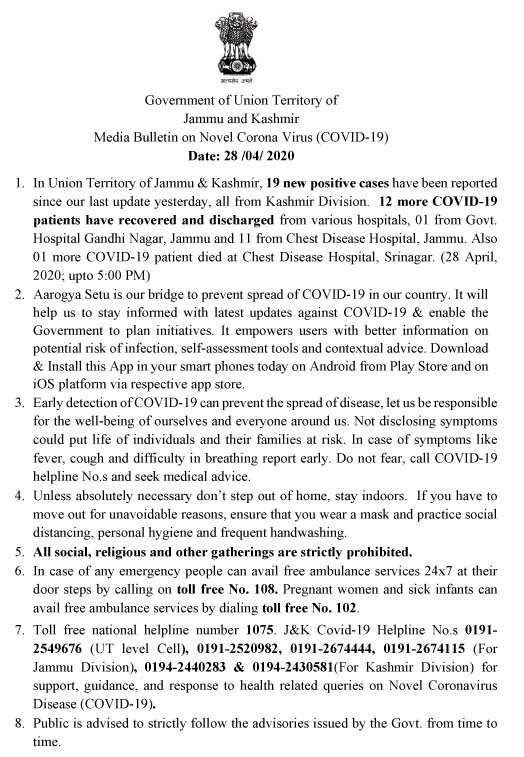 सत्यमेव जयते
Government of Union Territory of
Jammu and Kashmir
Media Bulletin on Novel Corona Virus (COVID-19)
Date: 28 /04/ 2020
1. In Union Territory of Jammu & Kashmir, 19 new positive cases have been reported
since our last update yesterday, all from Kashmir Division.  12 more COVID-19
patients have recovered and discharged from various hospitals, 01 from Govt.
Hospital Gandhi Nagar, Jammu and 11 from Chest Disease Hospital, Jammu. Also
01 more COVID-19 patient died at Chest Disease Hospital, Srinagar. (28 April,
2020; upto 5:00 PM)
2. Aarogya Setu is our bridge to prevent spread of COVID-19 in our country. It will
help us to stay informed with latest updates against COVID-19 & enable the
Government to plan initiatives. It empowers users with better information on
potential risk of infection, self-assessment tools and contextual advice. Download
& Install this App in your smart phones today on Android from Play Store and on
iOS platform via respective app store.
3. Early detection of COVID-19 can prevent the spread of disease, let us be responsible
for the well-being of ourselves and everyone around us. Not disclosing symptoms
could put life of individuals and their families at risk. In case of symptoms like
fever, cough and difficulty in breathing report early. Do not fear, call COVID-19
helpline No.s and seek medical advice.
4. Unless absolutely necessary don't step out of home, stay indoors.  If you have to
move out for unavoidable reasons, ensure that you wear a mask and practice social
distancing, personal hygiene and frequent handwashing.
5. All social, religious and other gatherings are strictly prohibited.
6. In case of any emergency people can avail free ambulance services 24x7 at their
door steps by calling on toll free No. 108. Pregnant women and sick infants can
avail free ambulance services by dialing toll free No. 102.
7. Toll free national helpline number 1075. J&K Covid-19 Helpline No.s 0191-
2549676 (UT level Cell), 0191-2520982, 0191-2674444, 0191-2674115 (For
Jammu Division), 0194-2440283 & 0194-2430581(For Kashmir Division) for
support, guidance, and response to health related queries on Novel Coronavirus
Disease (COVID-19).
8. Public is advised to strictly follow the advisories issued by the Govt. from time to
time.